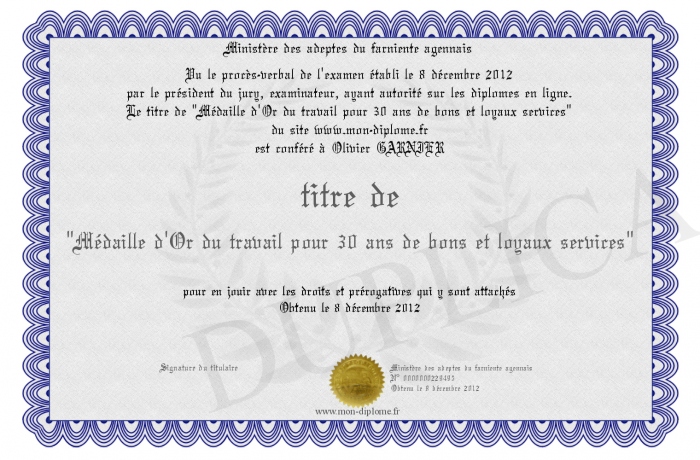 Ministère des adeptes du farniente agennais
Vu le procès-verbal de l'examen établi le 8 décembre 2012
par le président du jury, examinateur, ayant autorité sur les diplomes en ligne.
Le titre de "Médaille d'Or du travail pour 30 ans de bons et loyaux services"
du site www.mon-diplome.fr
est conféré à Olivier GARNIER
titre de
"Médaille d'Or du travail pour 30 ans de bons et loyaux services"
pour en jouir avec les droits et prérogatives qui y sont attachés
Obtenu le 8 décembre 2012
Signature du titulaire
Ministère des adeptes du farniente agennais
N° 0000000229493
Obtenu le 8 décembre 2012
www.mon-diplome.fr
DUPLICATA